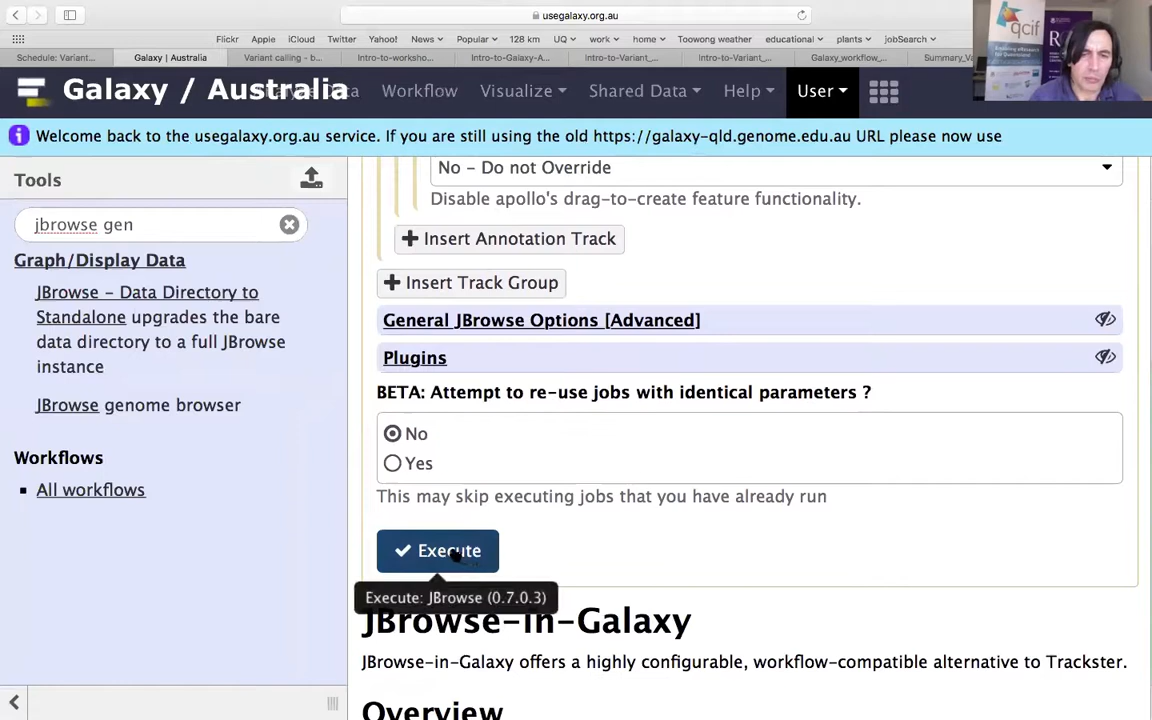 usegalaxy.org.au
Flickr Apple iCloud Twitter Yahoo! News Popular 128 km UQ work home Toowong weather educational plants jobSearch
Schedule: Variant... Galaxy | Australia Variant calling - b... Intro-to-worksho... Intro-to-Galaxy-A... Intro-to-Variant_... Intro-to-Variant_... Galaxy_workflow_... Summary_V
qcif
Galaxy / Australia Workflow Visualize Shared Data Help User
Welcome back to the usegalaxy.org.au service. If you are still using the old https://galaxy-qld.genome.edu.au URL please now use
Tools
jbrowse gen
Graph/Display Data
JBrowse - Data Directory to
Standalone upgrades the bare
data directory to a full JBrowse
instance
JBrowse genome browser
Workflows
All workflows
No - Do not Override
Disable apollo's drag-to-create feature functionality.
Insert Annotation Track
Insert Track Group
General JBrowse Options [Advanced]
Plugins
BETA: Attempt to re-use jobs with identical parameters ?
No
Yes
This may skip executing jobs that you have already run
Execute
Execute: JBrowse (0.7.0.3)
JBrowse-in-Galaxy
JBrowse-in-Galaxy offers a highly configurable, workflow-compatible alternative to Trackster.
Overview